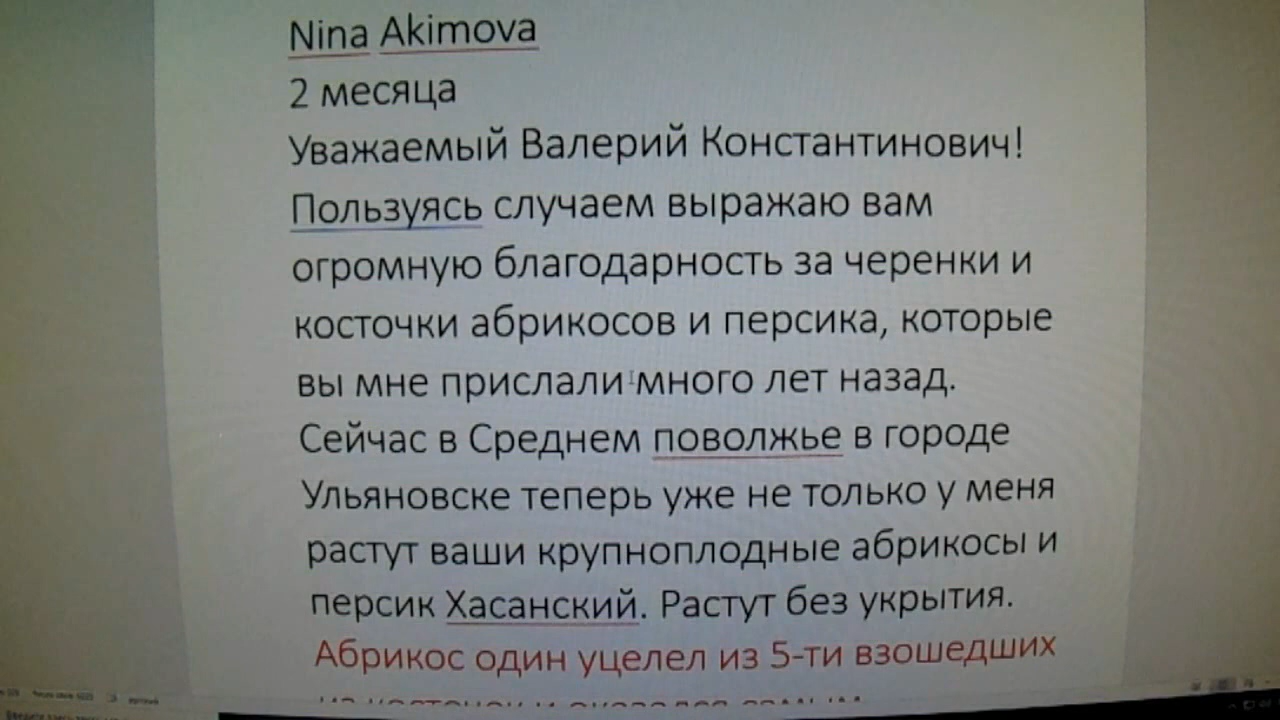 Nina Akimova
2 месяца
Уважаемый Валерий Константинович!
Пользуясь случаем выражаю вам
огромную благодарность за черенки и
косточки абрикосов и персика, которые
вы мне прислали много лет назад.
Сейчас в Среднем поволжье в городе
Ульяновске теперь уже не только у меня
растут ваши крупноплодные абрикосы и
персик Хасанский. Растут без укрытия.
Абрикос один уцелел из 5-ти взошедших